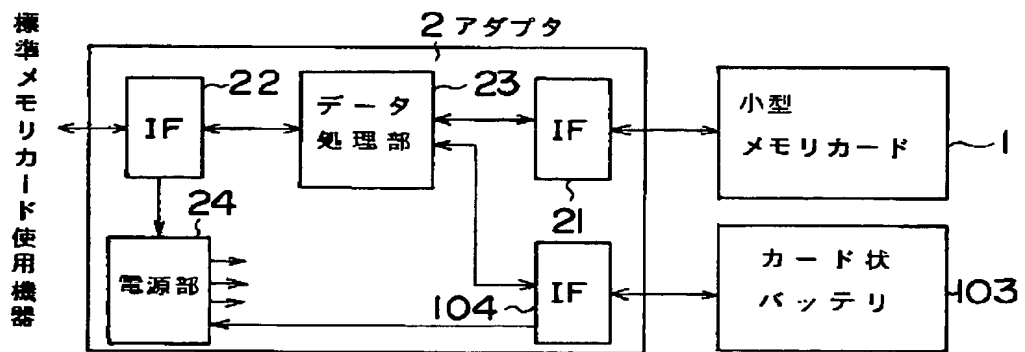 標準メモリカード使用機器
2 アダプタ
22
IF
23
データ
処理部
IF
21
小型
メモリカード
1
24
電源部
104
IF
カード状
バッテリ
103